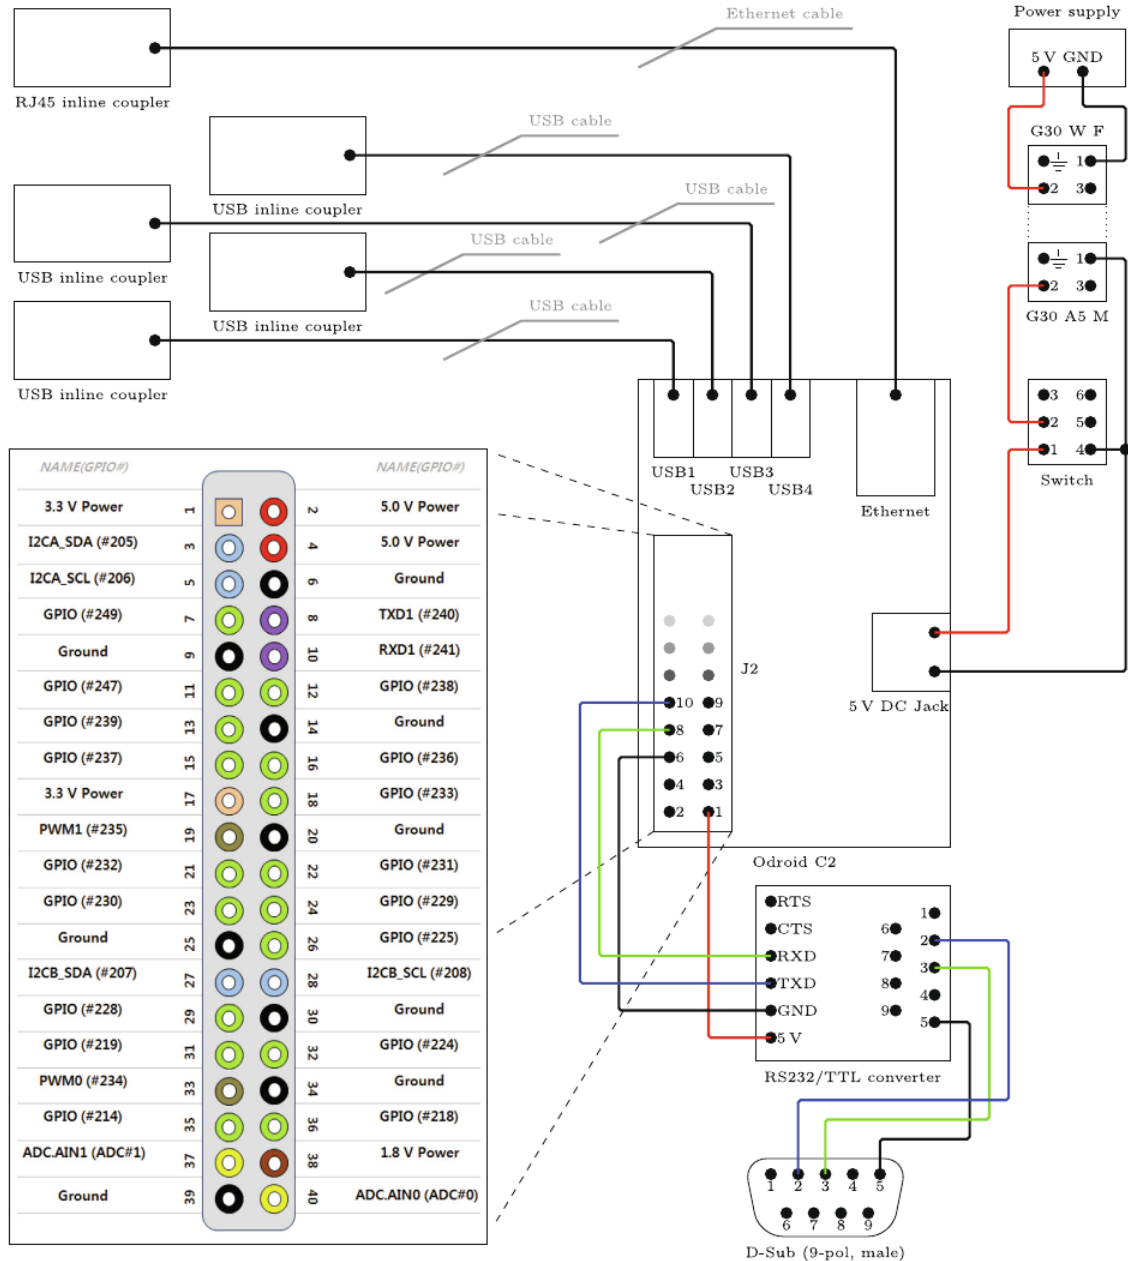 Ethernet cable
Power supply
5 V GND
RJ45 inline coupler
USB cable
G30 W F
1
2 3
USB inline coupler
USB cable
USB inline coupler
USB cable
1
2 3
G30 A5 M
USB inline coupler
USB cable
USB inline coupler
3 6
2 5
1 4
Switch
USB1
USB2
USB3
USB4
Ethernet
NAME(GPIO#) NAME(GPIO#)
3.3 V Power 1 2 5.0 V Power
I2CA_SDA (#205) 3 4 5.0 V Power
I2CA_SCL (#206) 5 6 Ground
GPIO (#249) 7 8 TXD1 (#240)
Ground 9 10 RXD1 (#241)
GPIO (#247) 11 12 GPIO (#238)
GPIO (#239) 13 14 Ground
GPIO (#237) 15 16 GPIO (#236)
3.3 V Power 17 18 GPIO (#233)
PWM1 (#235) 19 20 Ground
GPIO (#232) 21 22 GPIO (#231)
GPIO (#230) 23 24 GPIO (#229)
Ground 25 26 GPIO (#225)
I2CB_SDA (#207) 27 28 I2CB_SCL (#208)
GPIO (#228) 29 30 Ground
GPIO (#219) 31 32 GPIO (#224)
PWM0 (#234) 33 34 Ground
GPIO (#214) 35 36 GPIO (#218)
ADC.AIN1 (ADC#1) 37 38 1.8 V Power
Ground 39 40 ADC.AIN0 (ADC#0)
J2
10 9
8 7
6 5
4 3
2 1
5 V DC Jack
Odroid C2
RTS
CTS
RXD
TXD
GND
5 V
1
6
2
7
3
8
4
9
5
RS232/TTL converter
1 2 3 4 5
6 7 8 9
D-Sub (9-pol, male)